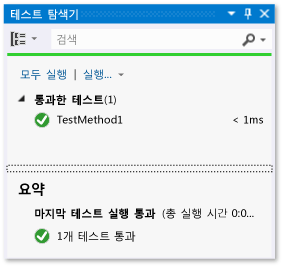 테스트 탐색기
검색
모두 실행 | 실행...
통과한 테스트(1)
TestMethod1 < 1ms
요약
마지막 테스트 실행 통과 (총 실행 시간 0:0...
1개 테스트 통과